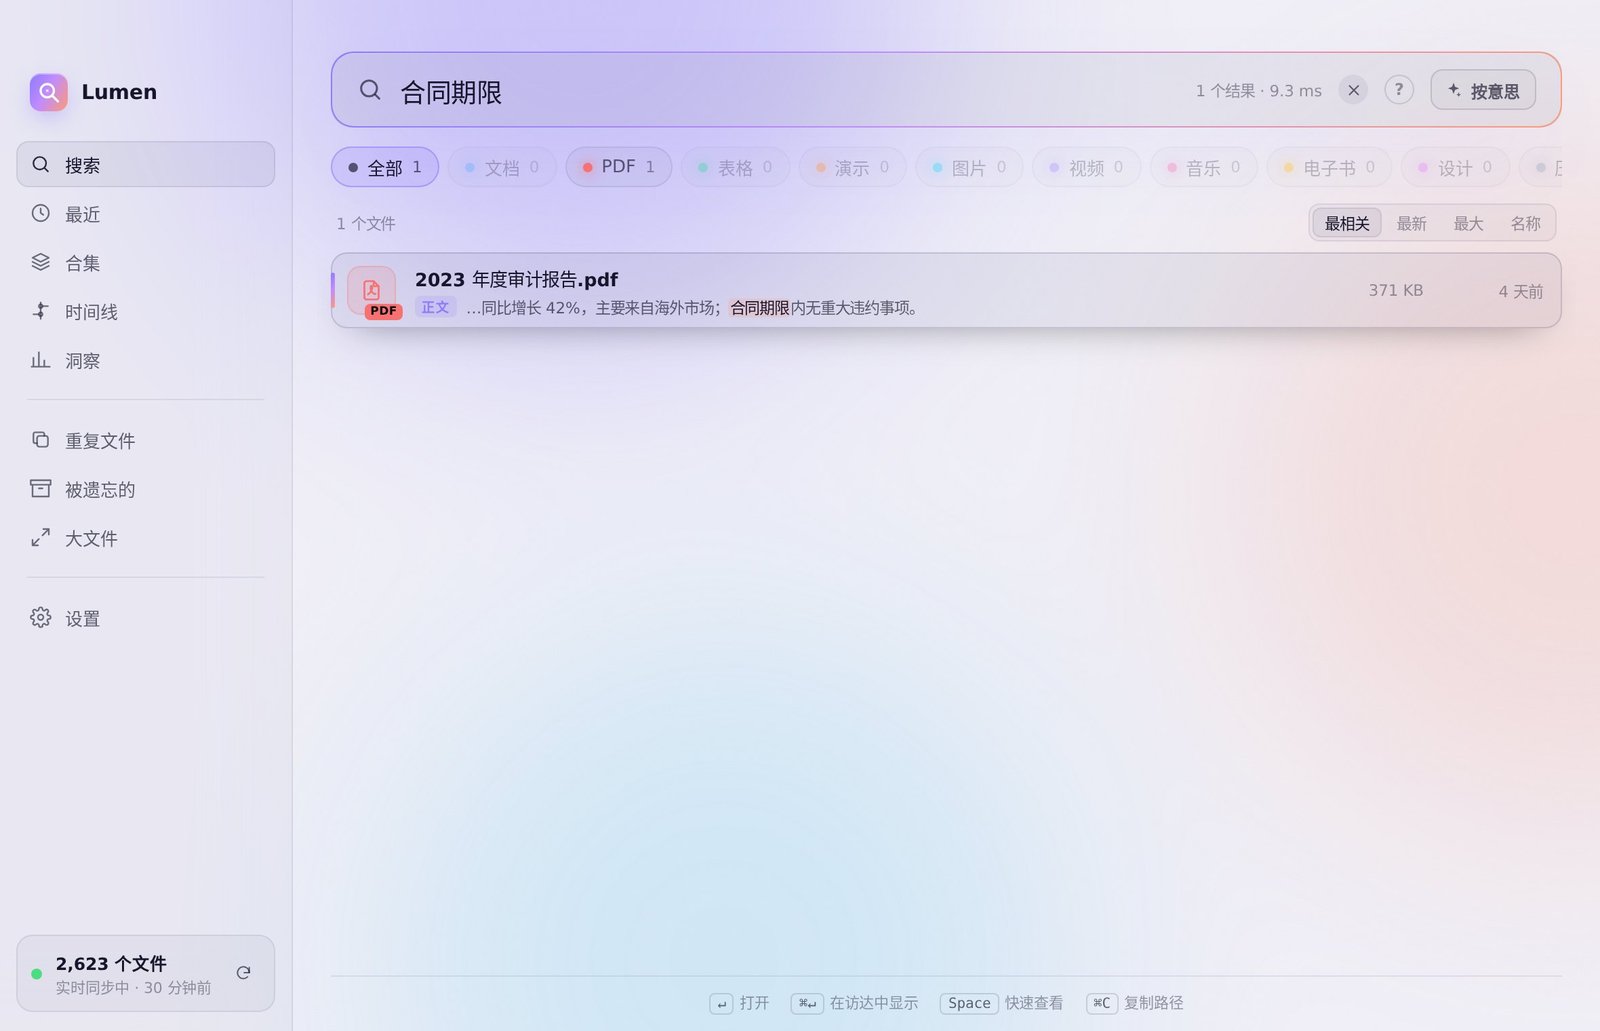 Lumen
搜索
最近
合集
时间线
洞察
重复文件
被遗忘的
大文件
设置
2,623 个文件
实时同步中 · 30 分钟前
合同期限
1 个结果 · 9.3 ms
?
按意思
全部 1
文档 0
PDF 1
表格 0
演示 0
图片 0
视频 0
音乐 0
电子书 0
设计 0
1 个文件
最相关 最新 最大 名称
PDF
2023 年度审计报告.pdf
正文 …同比增长 42%，主要来自海外市场；合同期限内无重大违约事项。
371 KB
4 天前
↵ 打开 ⌘↵ 在访达中显示 Space 快速查看 ⌘C 复制路径